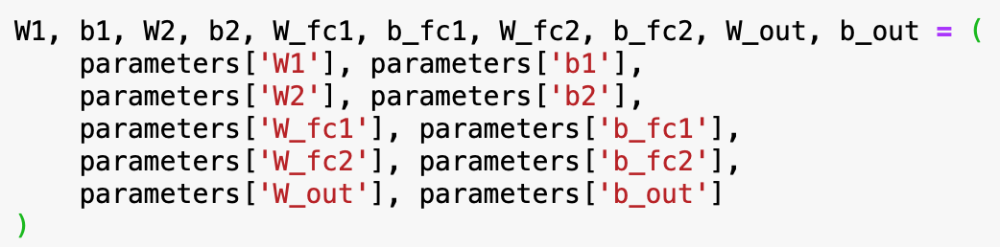 W1, b1, W2, b2, W_fc1, b_fc1, W_fc2, b_fc2, W_out, b_out = (
    parameters['W1'], parameters['b1'],
    parameters['W2'], parameters['b2'],
    parameters['W_fc1'], parameters['b_fc1'],
    parameters['W_fc2'], parameters['b_fc2'],
    parameters['W_out'], parameters['b_out']
)